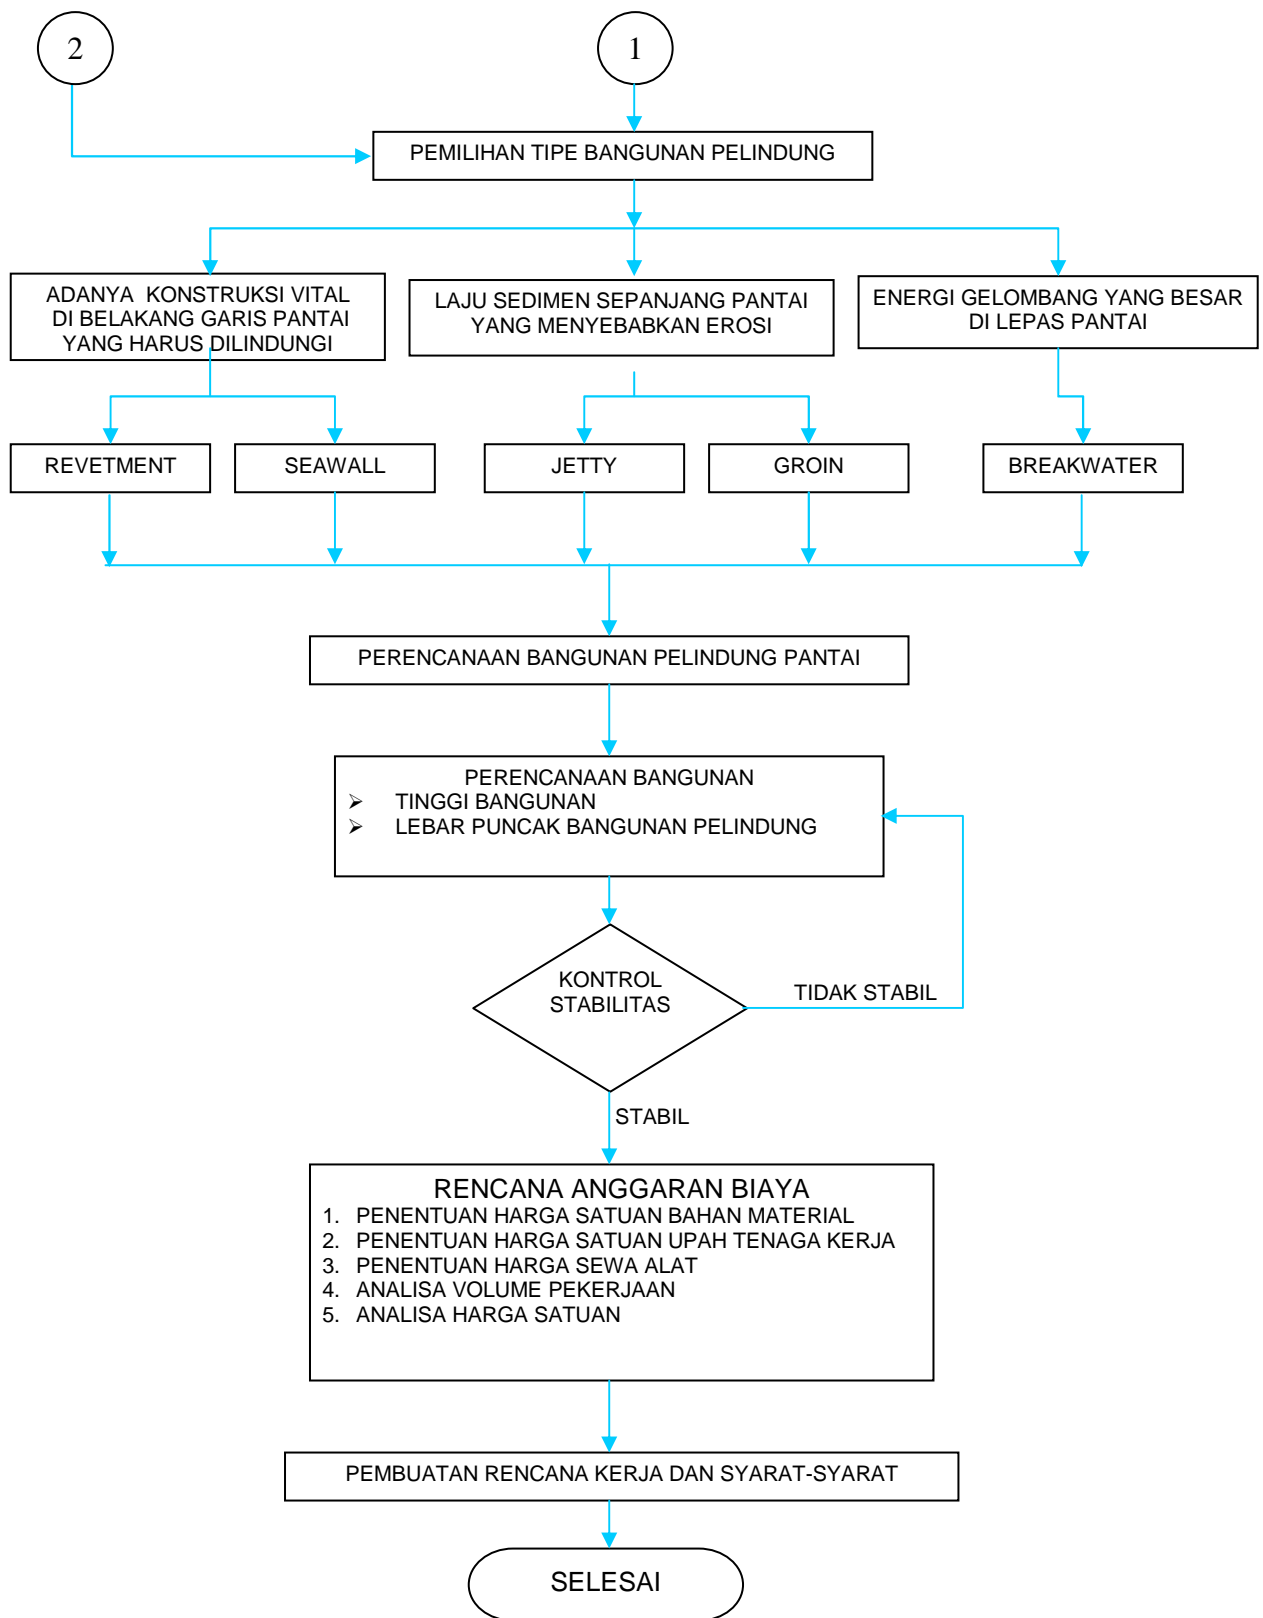 2
1
PEMILIHAN TIPE BANGUNAN PELINDUNG
ADANYA KONSTRUKSI VITAL
DI BELAKANG GARIS PANTAI
YANG HARUS DILINDUNGI
LAJU SEDIMEN SEPANJANG PANTAI
YANG MENYEBABKAN EROSI
ENERGI GELOMBANG YANG BESAR
DI LEPAS PANTAI
REVETMENT
SEAWALL
JETTY
GROIN
BREAKWATER
PERENCANAAN BANGUNAN PELINDUNG PANTAI
PERENCANAAN BANGUNAN
➢ TINGGI BANGUNAN
➢ LEBAR PUNCAK BANGUNAN PELINDUNG
KONTROL
STABILITAS
TIDAK STABIL
STABIL
RENCANA ANGGARAN BIAYA
1. PENENTUAN HARGA SATUAN BAHAN MATERIAL
2. PENENTUAN HARGA SATUAN UPAH TENAGA KERJA
3. PENENTUAN HARGA SEWA ALAT
4. ANALISA VOLUME PEKERJAAN
5. ANALISA HARGA SATUAN
PEMBUATAN RENCANA KERJA DAN SYARAT-SYARAT
SELESAI